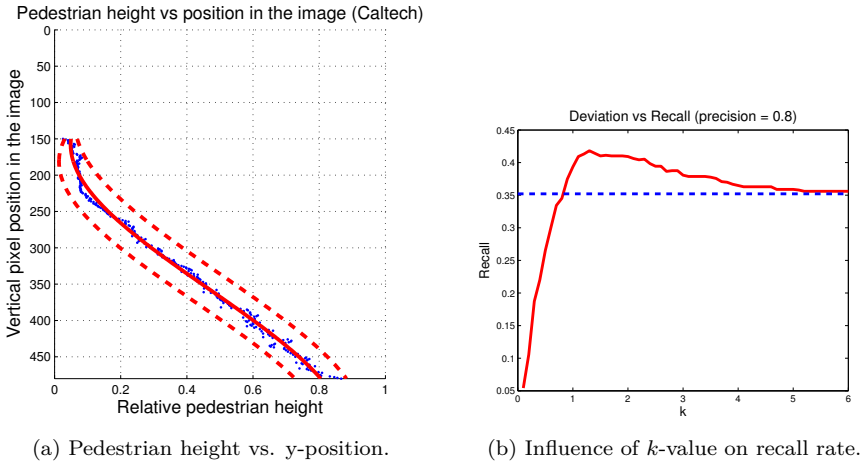 Pedestrian height vs position in the image (Caltech)
Vertical pixel position in the image
0
50
100
150
200
250
300
350
400
450
0 0.2 0.4 0.6 0.8 1
Relative pedestrian height
(a) Pedestrian height vs. y-position.
Deviation vs Recall (precision = 0.8)
Recall
0.45
0.4
0.35
0.3
0.25
0.2
0.15
0.1
0.05
0 1 2 3 4 5 6
k
(b) Influence of k-value on recall rate.